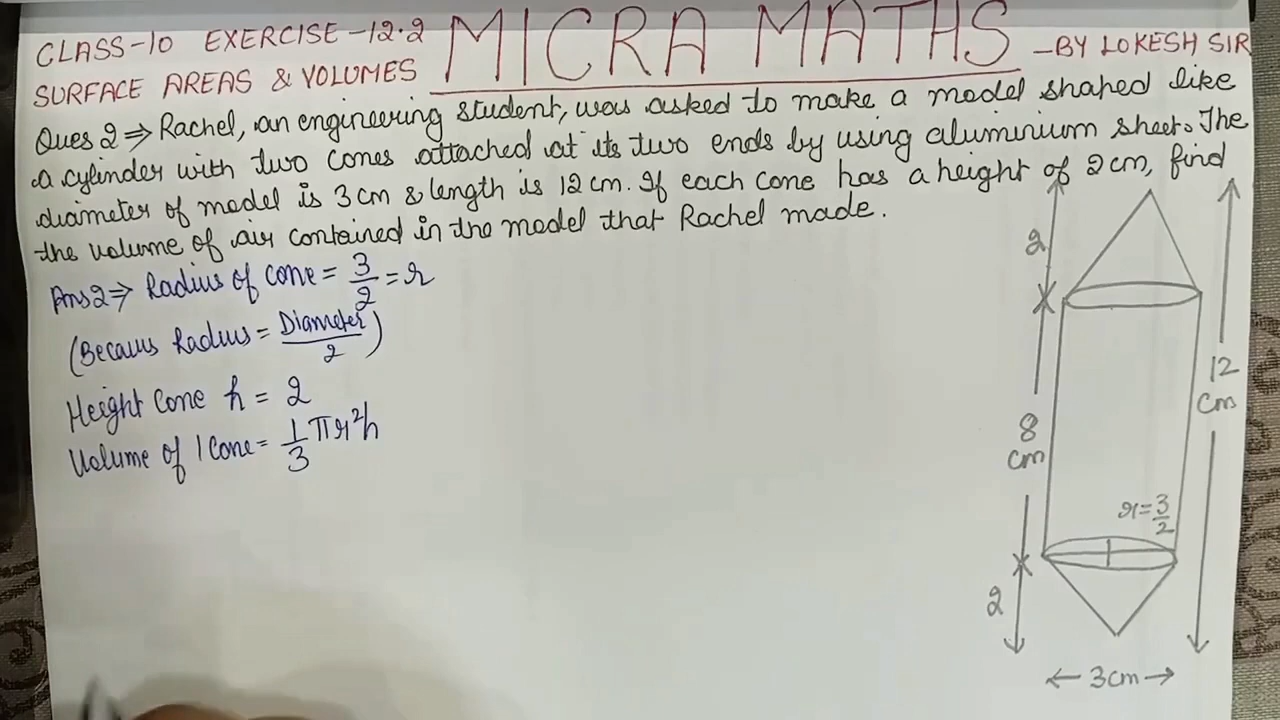 CLASS-10 EXERCISE-12.2 MICRA MATHS -BY LOKESH SIR
SURFACE AREAS & VOLUMES
Ques 2 ⇒ Rachel, an engineering student, was asked to make a model shaped like
a cylinder with two cones attached at its two ends by using aluminium sheet. The
diameter of model is 3 cm & length is 12 cm. If each cone has a height of 2 cm, find
the volume of air contained in the model that Rachel made.
Ans 2 ⇒ Radius of cone = 3/2 = r
(Becaus Radius = Diameter/2)
Height Cone h = 2
Volume of 1 Cone = 1/3 πr²h
2
12 cm
8 cm
r = 3/2
2
← 3cm →